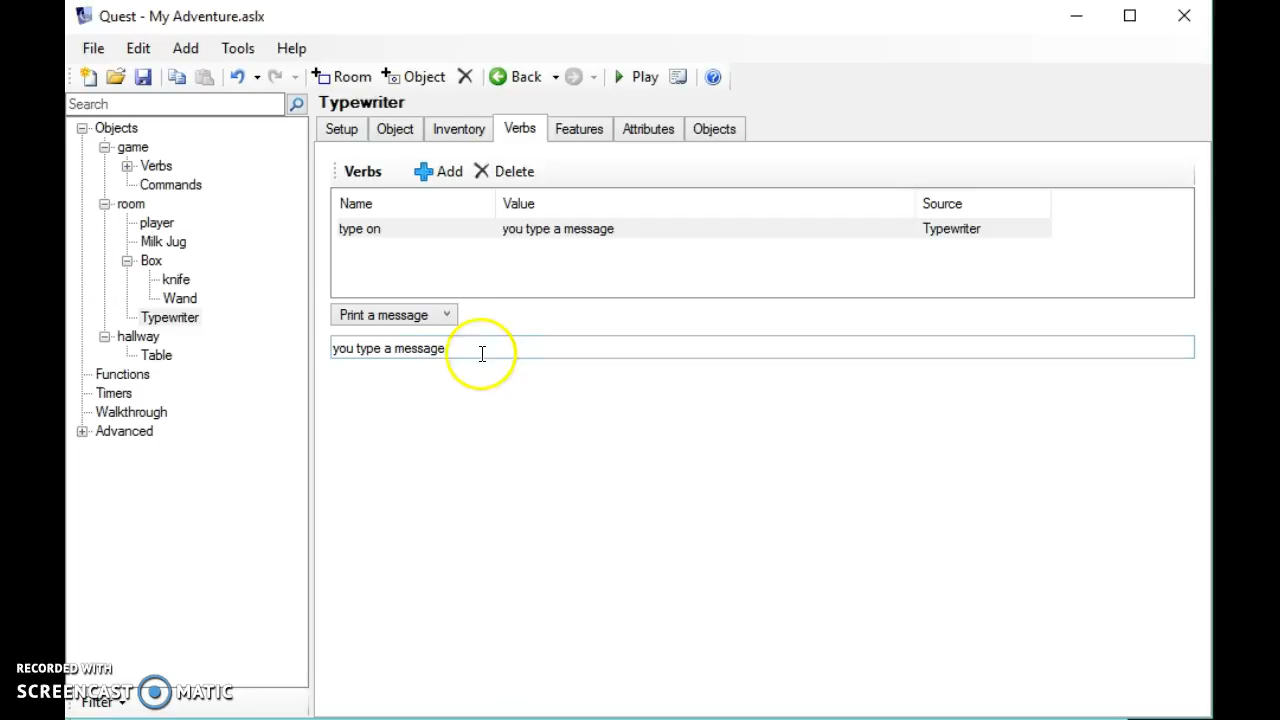 Quest - My Adventure.aslx
File Edit Add Tools Help
Room Object Back Play
Search
Objects
game
Verbs
Commands
room
player
Milk Jug
Box
knife
Wand
Typewriter
hallway
Table
Functions
Timers
Walkthrough
Advanced
Filter
Typewriter
Setup Object Inventory Verbs Features Attributes Objects
Verbs Add Delete
Name Value Source
type on you type a message Typewriter
Print a message
you type a message
RECORDED WITH
SCREENCAST MATIC